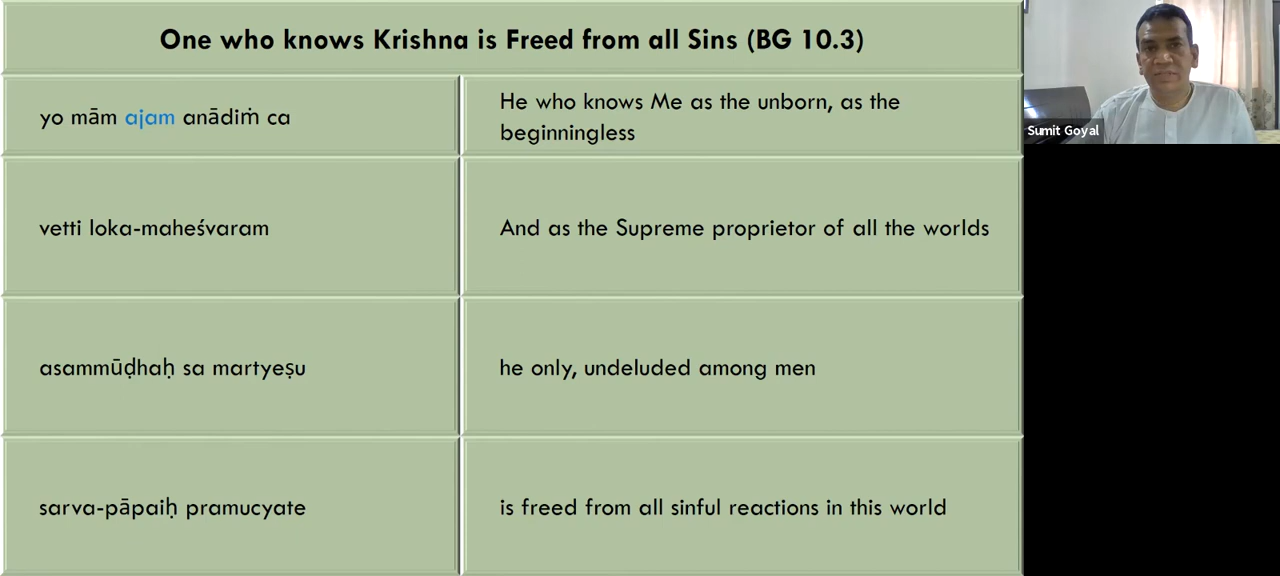 One who knows Krishna is Freed from all Sins (BG 10.3)
yo mām ajam anādiṁ ca
He who knows Me as the unborn, as the
beginningless
vetti loka-maheśvaram
And as the Supreme proprietor of all the worlds
asammūḍhaḥ sa martyeṣu
he only, undeluded among men
sarva-pāpaiḥ pramucyate
is freed from all sinful reactions in this world
Sumit Goyal